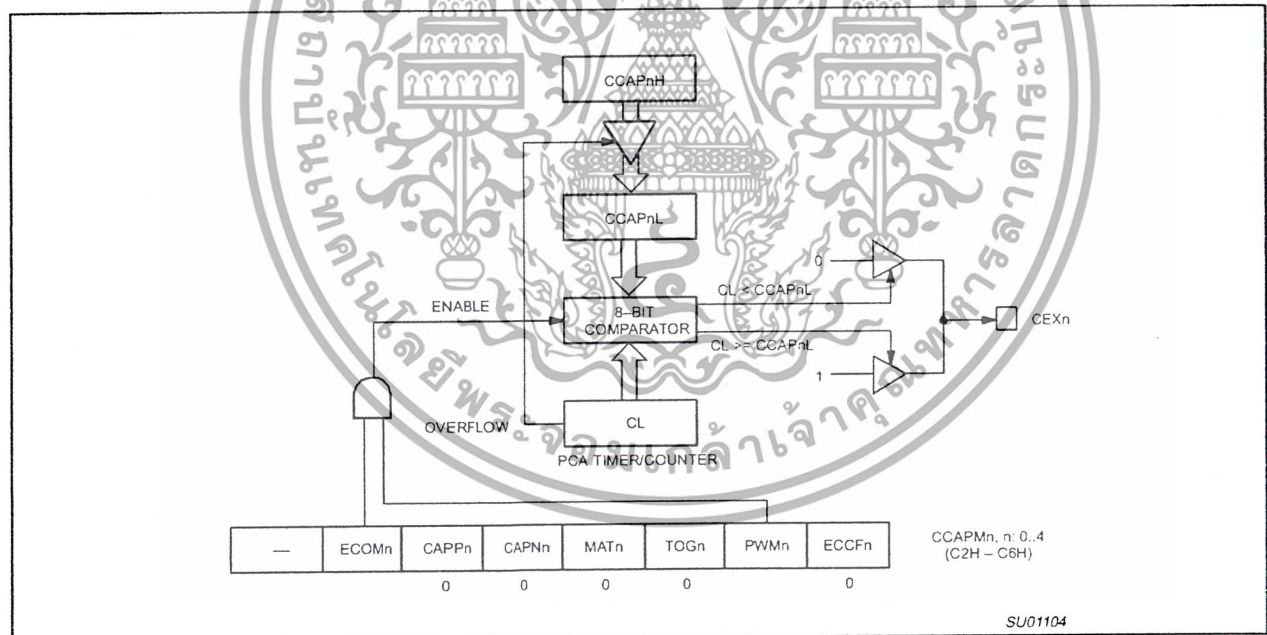 CCAPnH
CCAPnL
0
CL < CCAPnL
ENABLE
8–BIT
COMPARATOR
CEXn
CL >= CCAPnL
1
OVERFLOW
CL
PCA TIMER/COUNTER
— ECOMn CAPPn CAPNn MATn TOGn PWMn ECCFn
CCAPMn, n: 0..4
(C2H – C6H)
0 0 0 0 0 0
SU01104